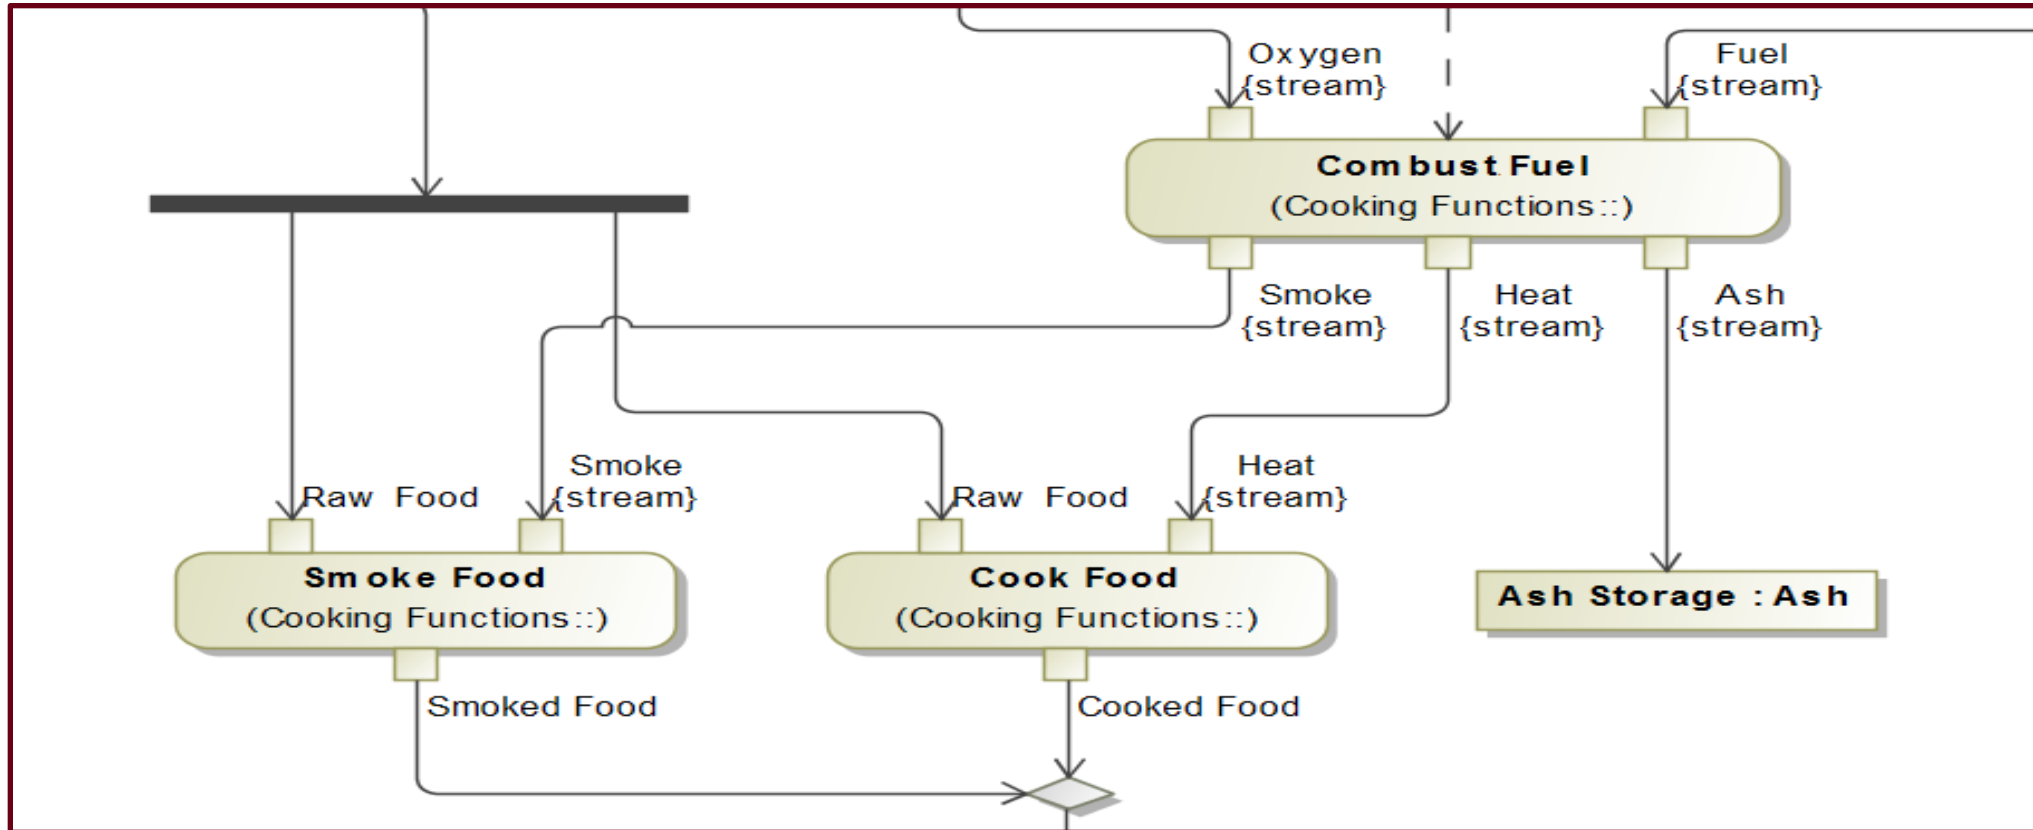 Oxygen
{stream}
Fuel
{stream}
Combust Fuel
(Cooking Functions::)
Smoke
{stream}
Heat
{stream}
Ash
{stream}
Raw Food
Smoke
{stream}
Raw Food
Heat
{stream}
Smoke Food
(Cooking Functions::)
Cook Food
(Cooking Functions::)
Ash Storage : Ash
Smoked Food
Cooked Food